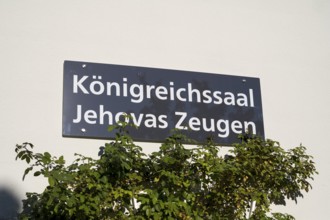 Königreichssaal
Jehovas Zeugen